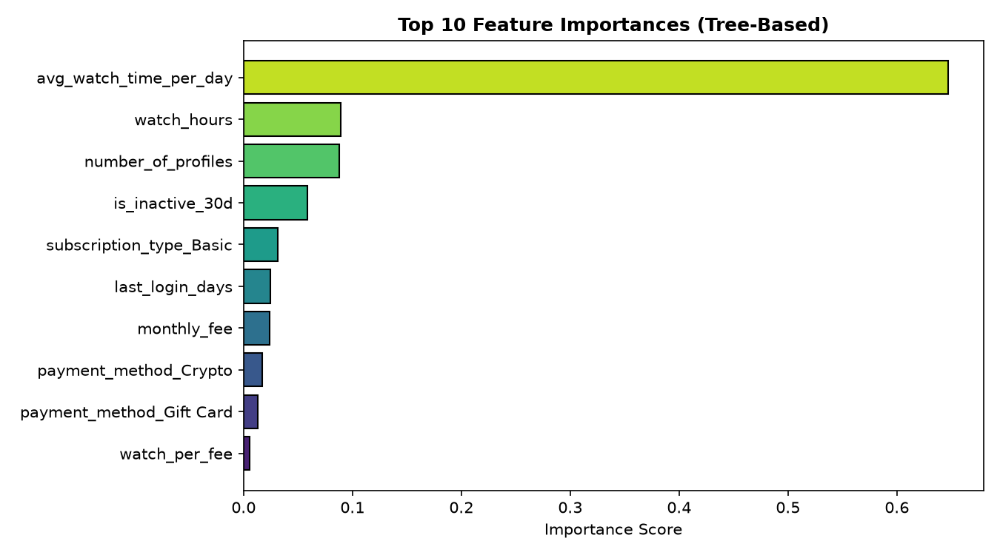 Top 10 Feature Importances (Tree-Based)
avg_watch_time_per_day
watch_hours
number_of_profiles
is_inactive_30d
subscription_type_Basic
last_login_days
monthly_fee
payment_method_Crypto
payment_method_Gift Card
watch_per_fee
0.0 0.1 0.2 0.3 0.4 0.5 0.6
Importance Score